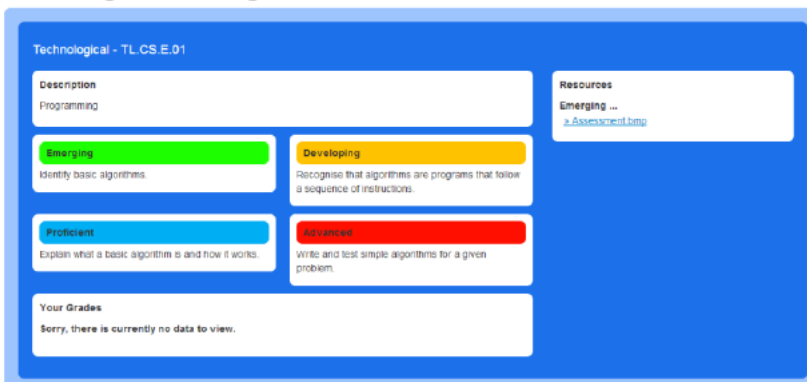 Technological - TL.CS.E.01
Description
Programming
Resources
Emerging ...
» Assessment.bmp
Emerging
Identify basic algorithms.
Developing
Recognise that algorithms are programs that follow
a sequence of instructions.
Proficient
Explain what a basic algorithm is and how it works.
Advanced
Write and test simple algorithms for a given
problem.
Your Grades
Sorry, there is currently no data to view.